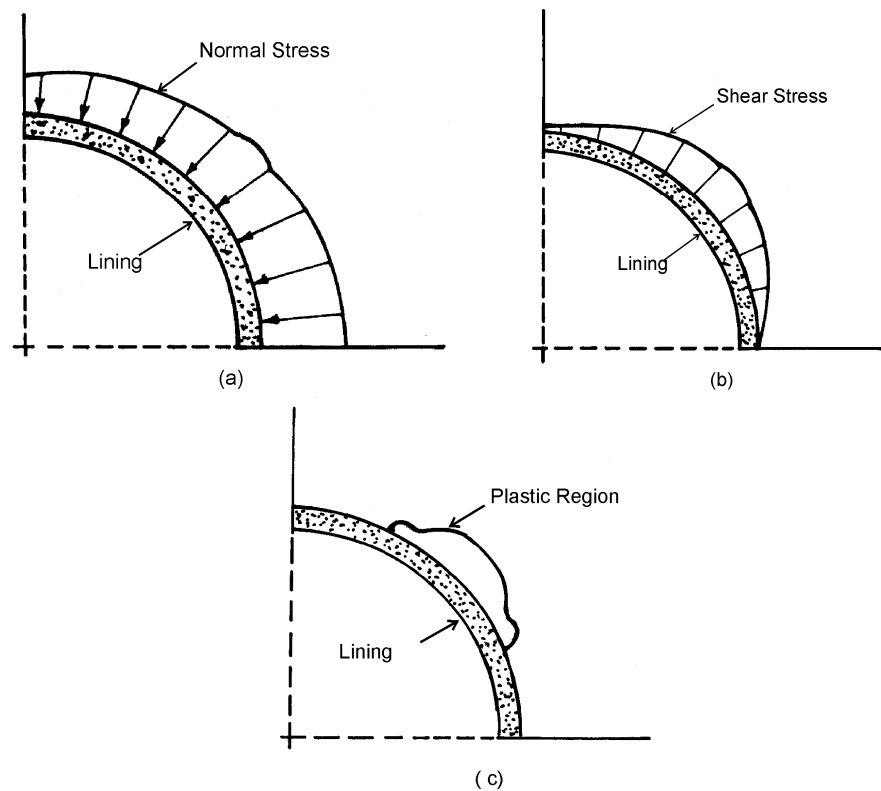 Normal Stress
Lining
(a)
Shear Stress
Lining
(b)
Plastic Region
Lining
( c)